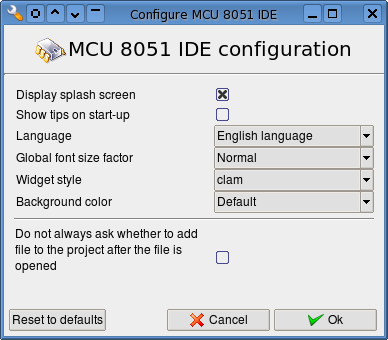 Configure MCU 8051 IDE
MCU 8051 IDE configuration
Display splash screen
Show tips on start-up
Language English language
Global font size factor Normal
Widget style clam
Background color Default
Do not always ask whether to add
file to the project after the file is
opened
Reset to defaults Cancel Ok